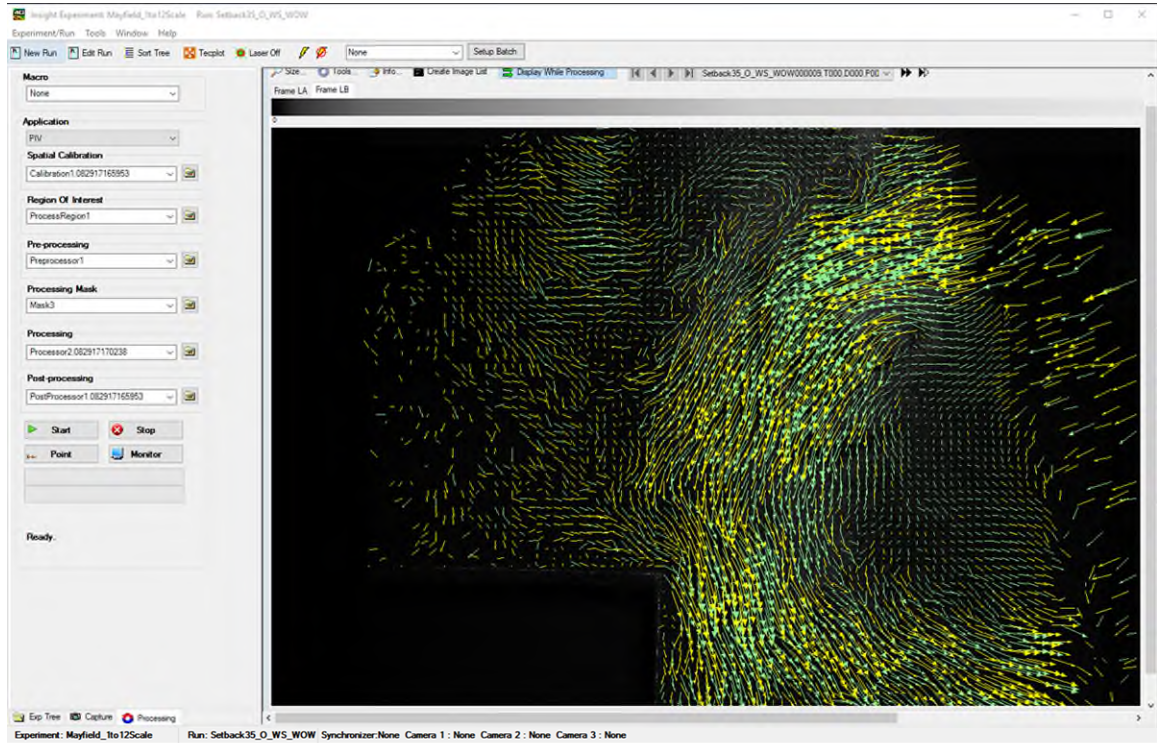 Insight Experiment: Mayfield_1to12Scale Run: Setback35_O_WS_WOW
Experiment/Run Tools Window Help
New Run Edit Run Sort Tree Tecplot Laser Off None Setup Batch
Macro
None
Application
PIV
Spatial Calibration
Calibration1.082917165953
Region Of Interest
ProcessRegion1
Pre-processing
Preprocessor1
Processing Mask
Mask3
Processing
Processor2.082917170238
Post-processing
PostProcessor1.082917165953
Start Stop
Point Monitor
Ready.
Size... Tools... Info... Create Image List Display While Processing Setback35_O_WS_WOW000009.T000.D000.P00
Frame LA Frame LB
0
Exp Tree Capture Processing
Experiment: Mayfield_1to12Scale Run: Setback35_O_WS_WOW Synchronizer:None Camera 1 : None Camera 2 : None Camera 3 : None